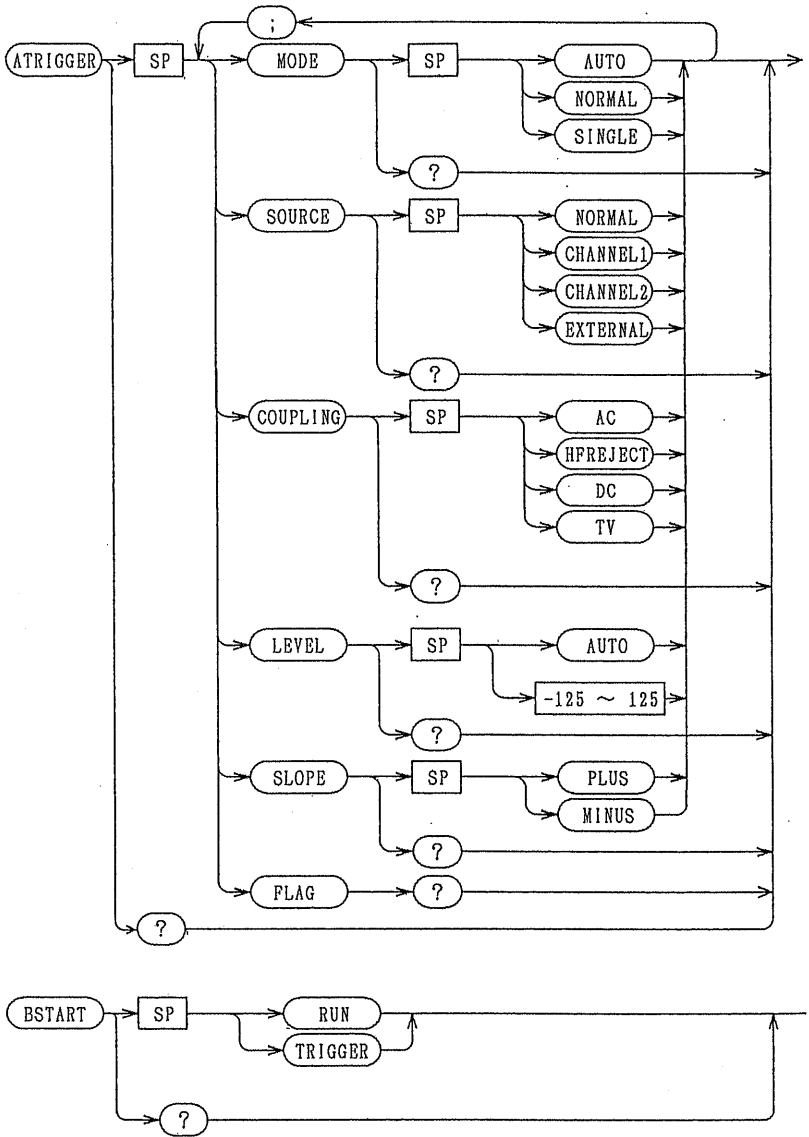 ;
ATRIGGER SP MODE SP AUTO
NORMAL
SINGLE
?
SOURCE SP NORMAL
CHANNEL1
CHANNEL2
EXTERNAL
?
COUPLING SP AC
HFREJECT
DC
TV
?
LEVEL SP AUTO
-125 ~ 125
?
SLOPE SP PLUS
MINUS
?
FLAG ?
?
BSTART SP RUN
TRIGGER
?